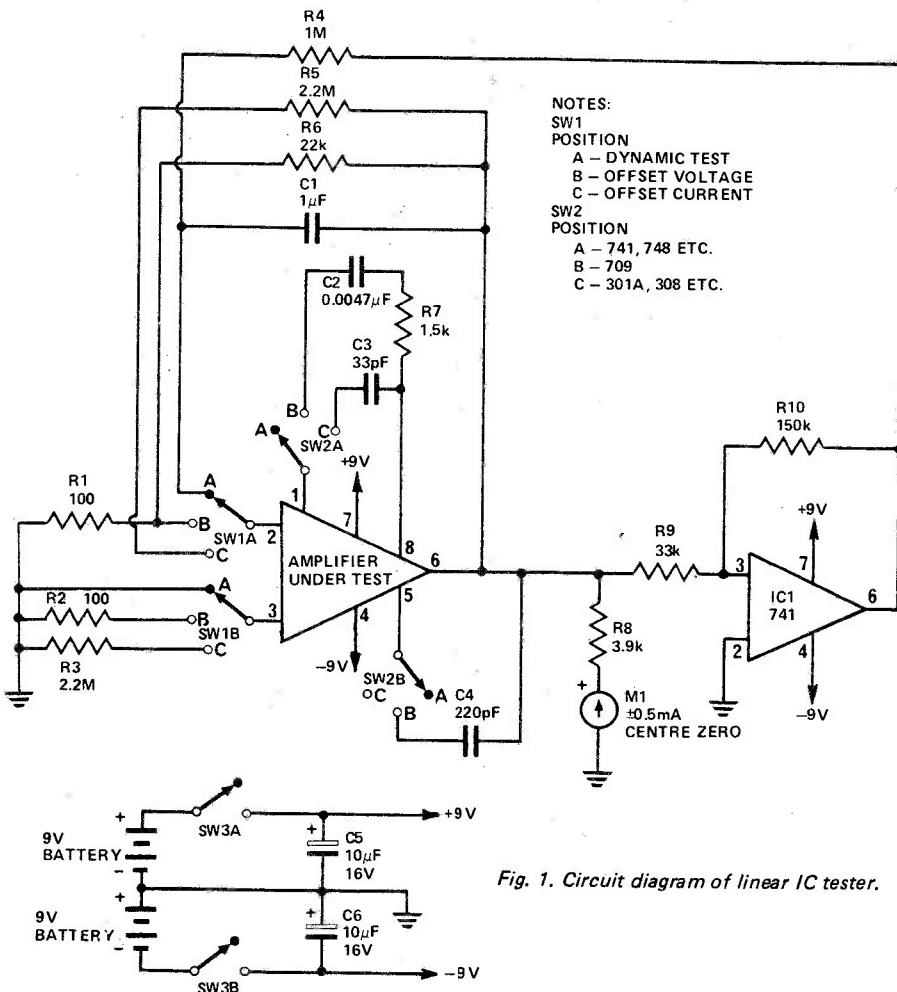 R4
1M
R5
2.2M
R6
22k
C1
1µF
NOTES:
SW1
POSITION
A – DYNAMIC TEST
B – OFFSET VOLTAGE
C – OFFSET CURRENT
SW2
POSITION
A – 741, 748 ETC.
B – 709
C – 301A, 308 ETC.
C2
0.0047µF
R7
1.5k
C3
33pF
B
A
C
SW2A
+9V
R10
150k
R1
100
A
B
SW1A
C
1
2
7
8
AMPLIFIER
UNDER TEST
6
R9
33k
+9V
3
7
IC1
741
6
2
4
-9V
A
R2 100
B
SW1B
C
R3
2.2M
3
4
5
-9V
SW2B
A
C
B
C4
220pF
R8
3.9k
+
M1
±0.5mA
CENTRE ZERO
SW3A
+9V
+
9V
BATTERY
-
+
C5
10µF
16V
+
9V
BATTERY
-
+
C6
10µF
16V
SW3B
-9V
Fig. 1. Circuit diagram of linear IC tester.